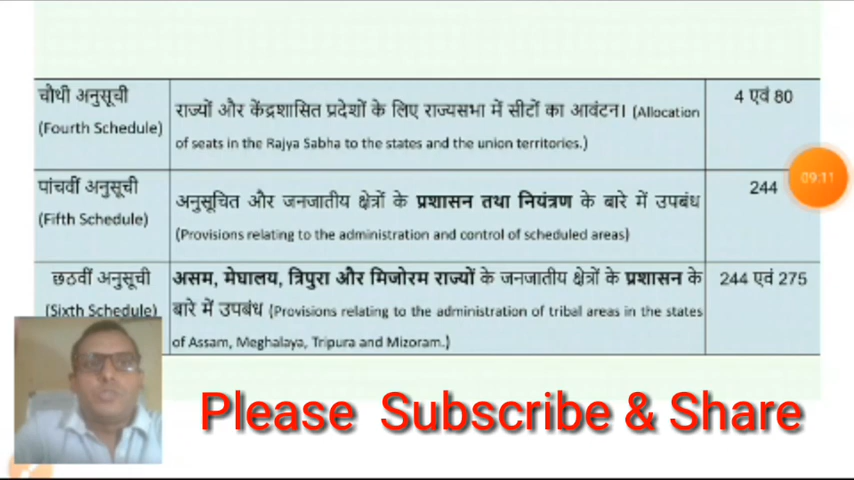 चौथी अनुसूची
(Fourth Schedule)
राज्यों और केंद्रशासित प्रदेशों के लिए राज्यसभा में सीटों का आवंटन। (Allocation
of seats in the Rajya Sabha to the states and the union territories.)
4 एवं 80
पांचवीं अनुसूची
(Fifth Schedule)
अनुसूचित और जनजातीय क्षेत्रों के प्रशासन तथा नियंत्रण के बारे में उपबंध
(Provisions relating to the administration and control of scheduled areas)
244
09:11
छठवीं अनुसूची
(Sixth Schedule)
असम, मेघालय, त्रिपुरा और मिजोरम राज्यों के जनजातीय क्षेत्रों के प्रशासन के
बारे में उपबंध (Provisions relating to the administration of tribal areas in the states
of Assam, Meghalaya, Tripura and Mizoram.)
244 एवं 275
Please Subscribe & Share